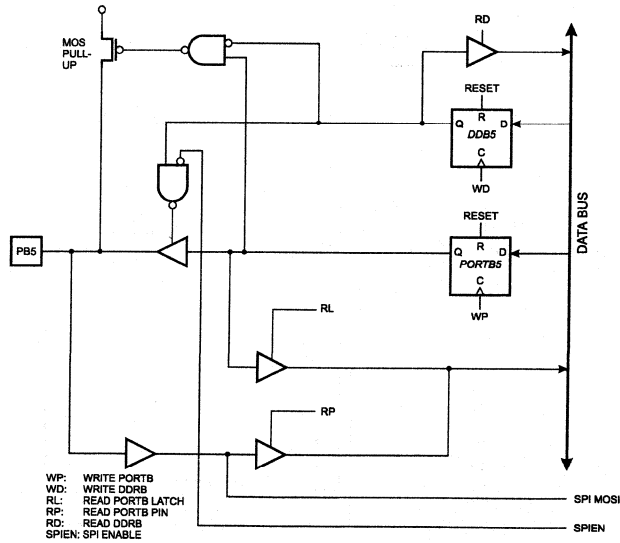 RD
MOS
PULL-
UP
RESET
R
Q
D
DDB5
C
WD
RESET
R
PB5
Q
D
PORTB5
C
WP
DATA BUS
RL
RP
WP: WRITE PORTB
WD: WRITE DDRB
RL: READ PORTB LATCH
RP: READ PORTB PIN
RD: READ DDRB
SPIEN: SPI ENABLE
SPI MOSI
SPIEN